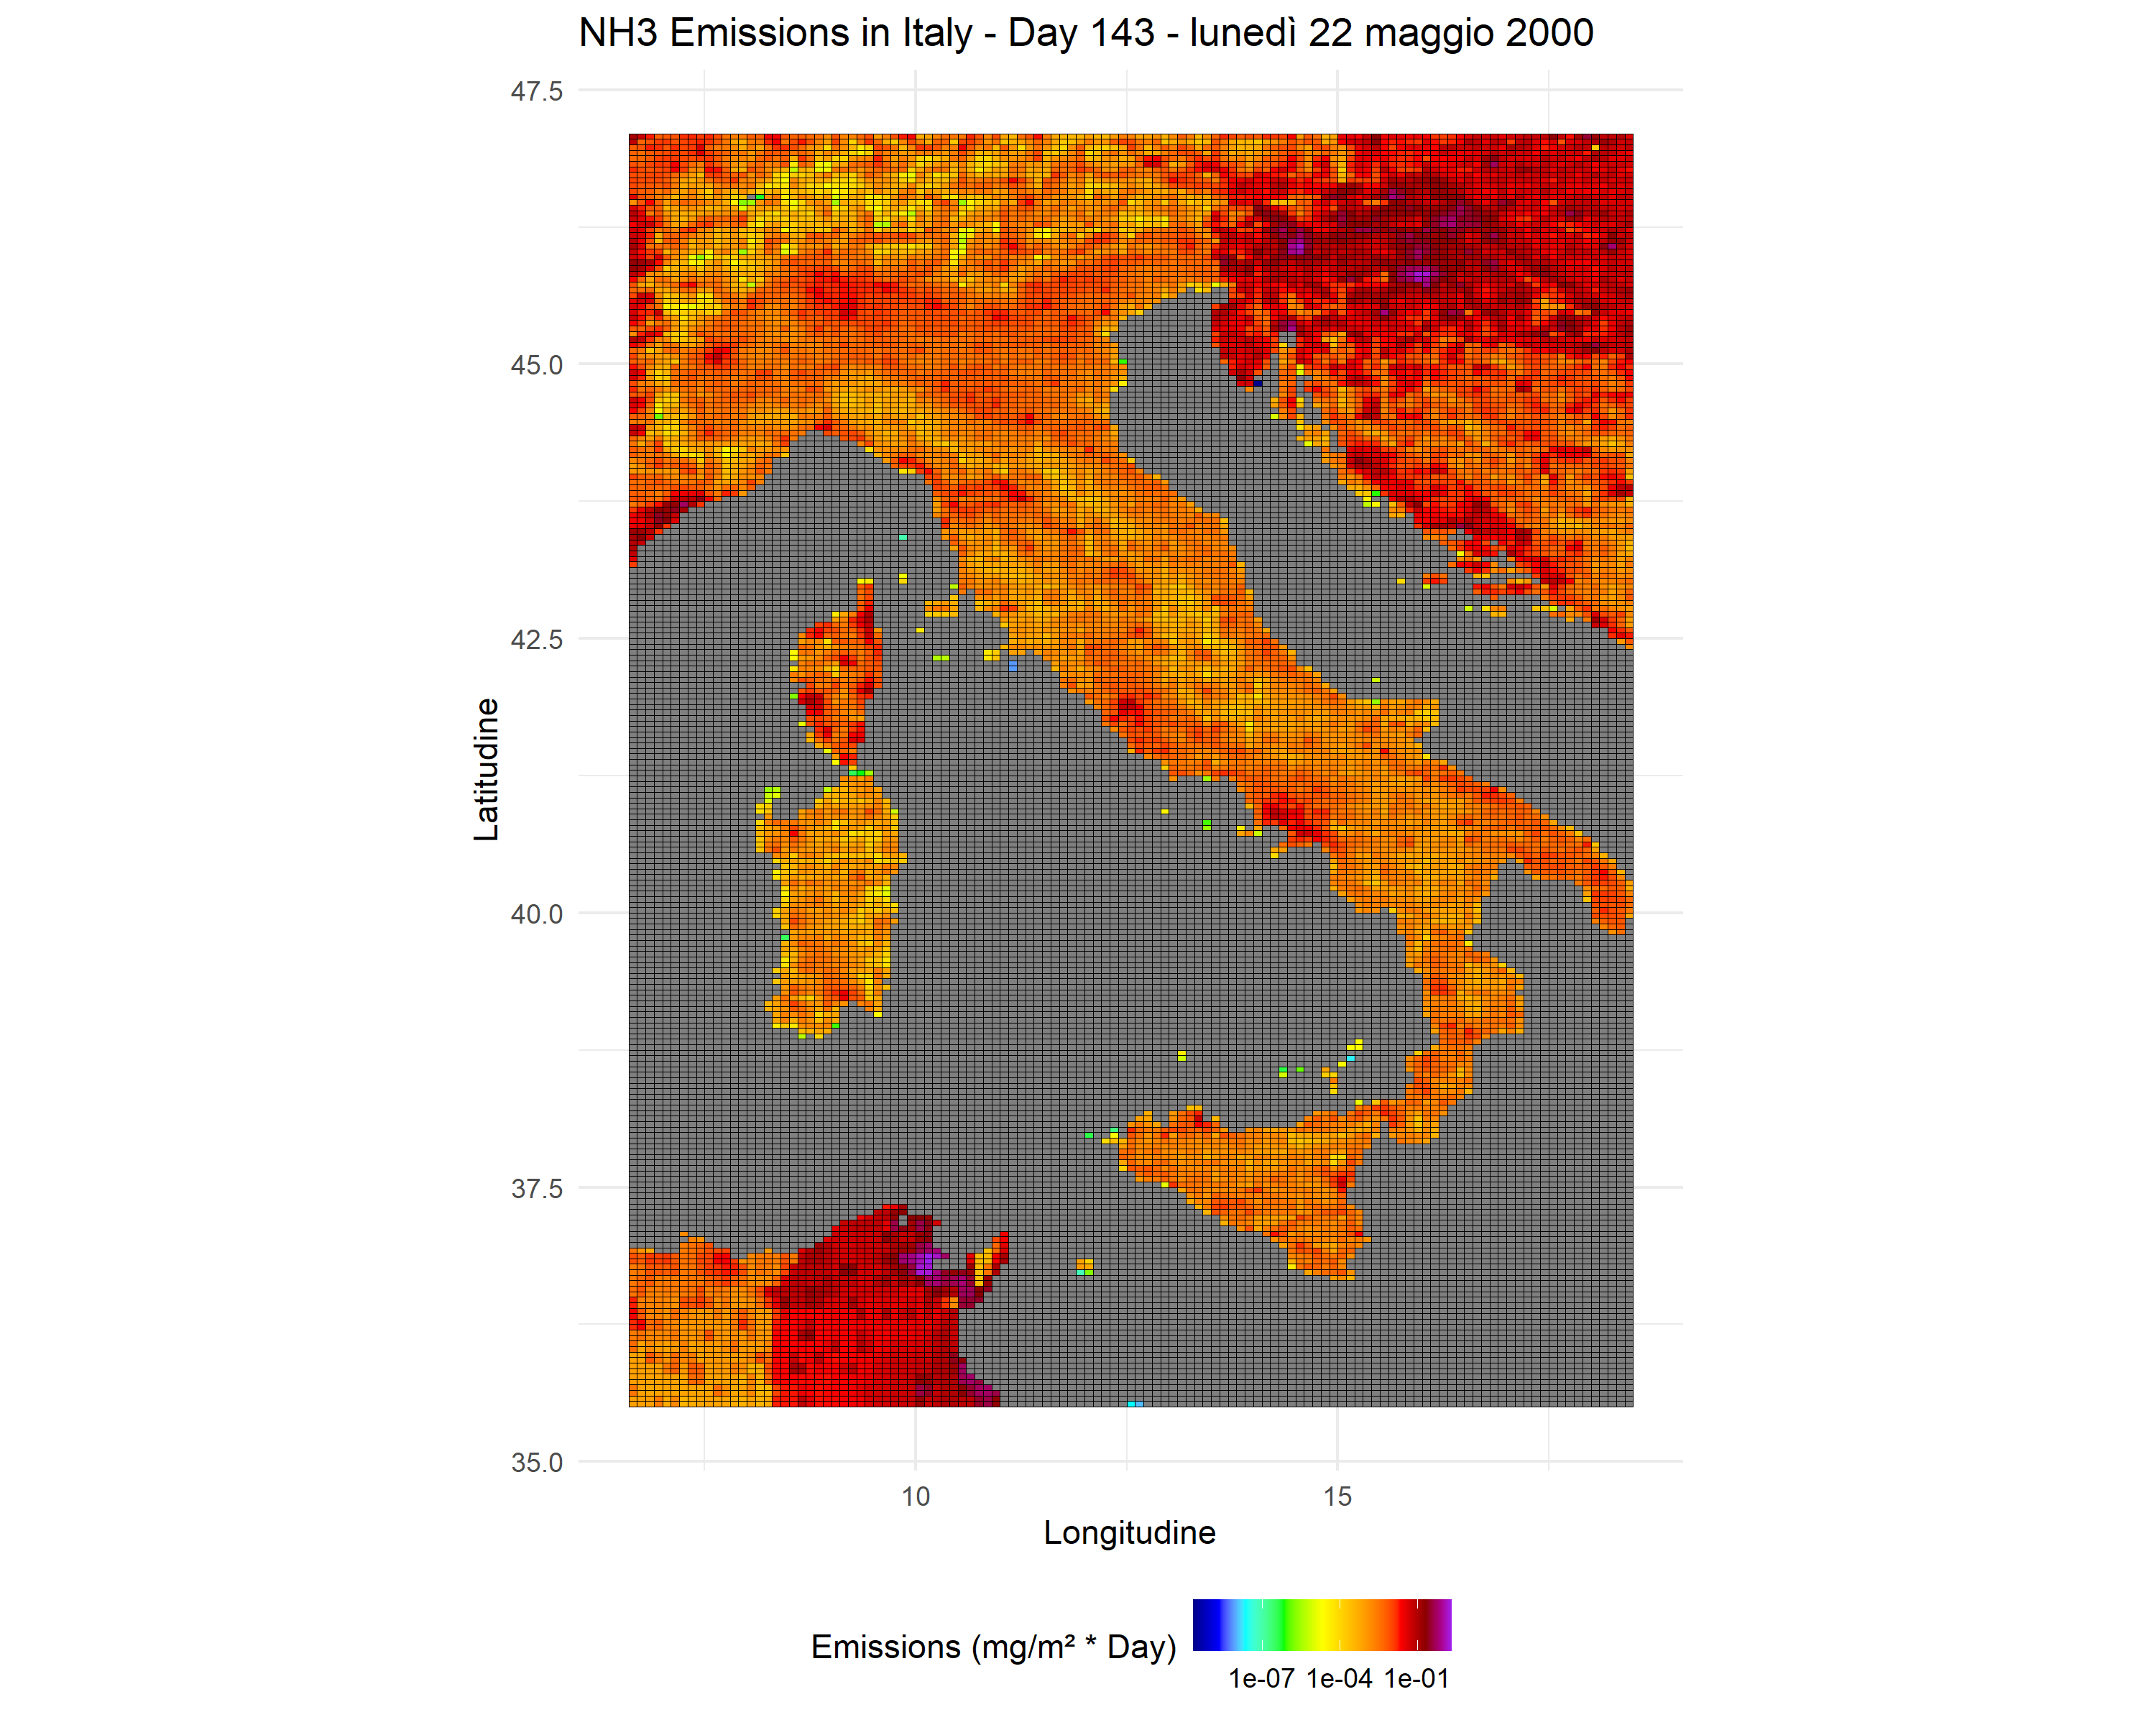 NH3 Emissions in Italy - Day 143 - lunedì 22 maggio 2000
47.5
45.0
42.5
40.0
37.5
35.0
Latitudine
10 15
Longitudine
Emissions (mg/m² * Day)
1e-07 1e-04 1e-01